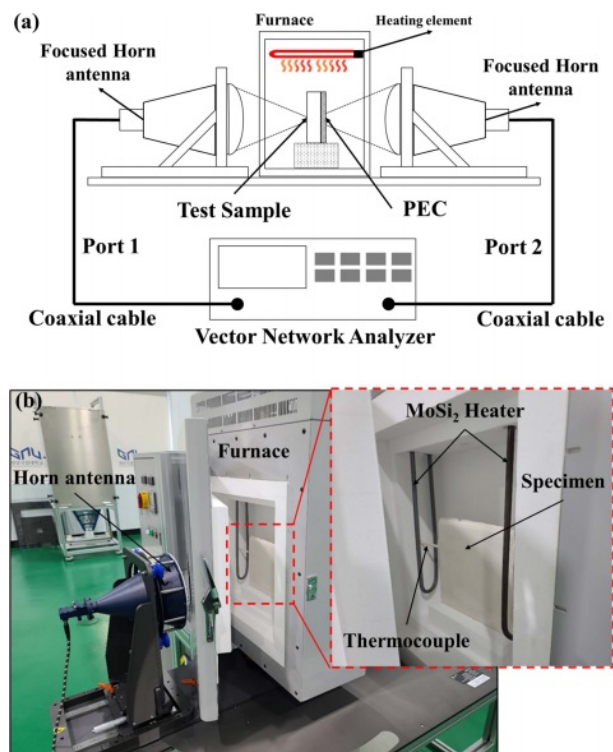 (a)
Furnace
Heating element
Focused Horn
antenna
Focused Horn
antenna
Test Sample
PEC
Port 1
Port 2
Coaxial cable
Coaxial cable
Vector Network Analyzer
(b)
Horn antenna
Furnace
MoSi₂ Heater
Specimen
Thermocouple